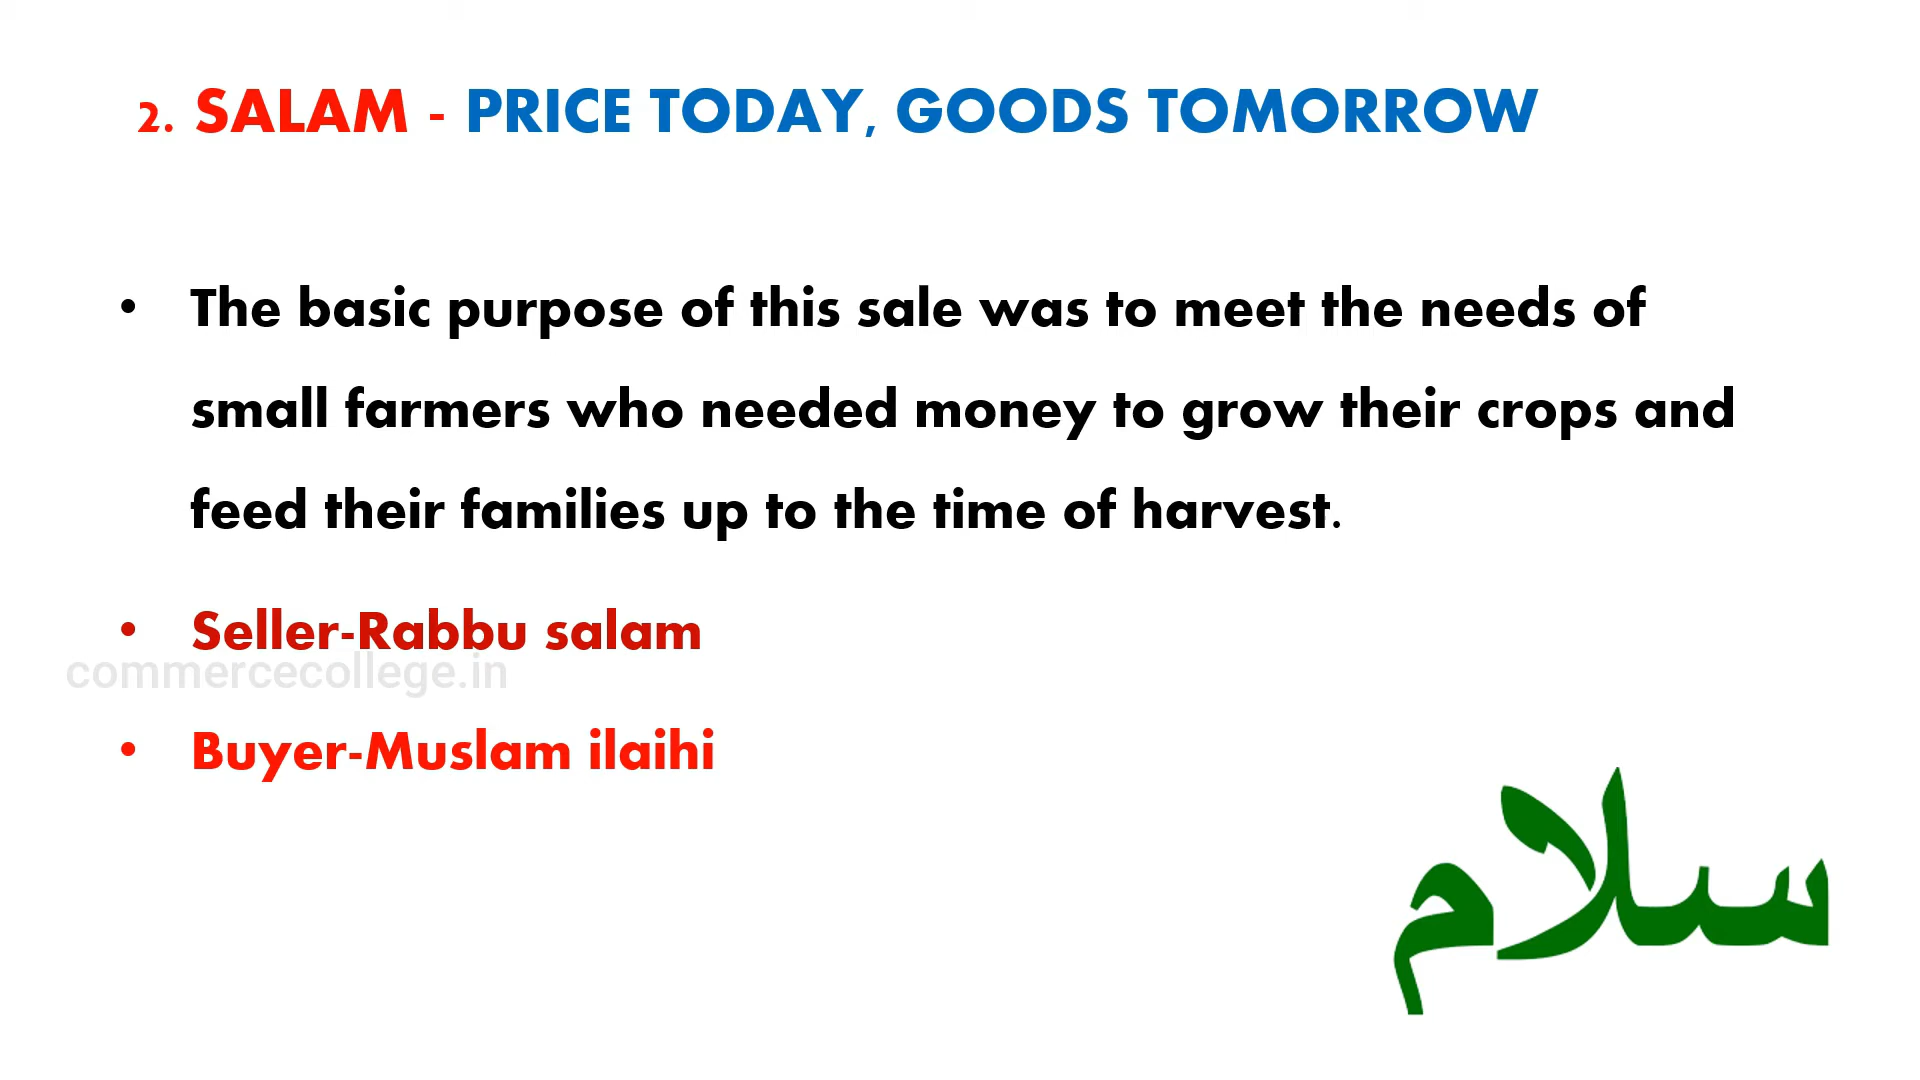 2. SALAM - PRICE TODAY, GOODS TOMORROW
• The basic purpose of this sale was to meet the needs of
small farmers who needed money to grow their crops and
feed their families up to the time of harvest.
• Seller-Rabbu salam
commercecollege.in
• Buyer-Muslam ilaihi
سلام